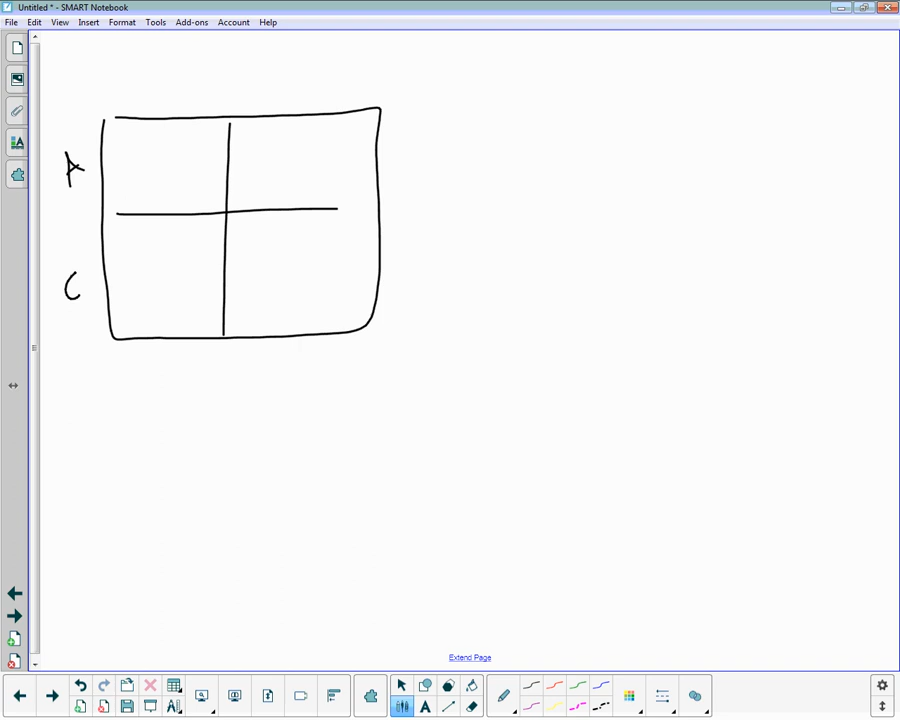 Untitled * - SMART Notebook
File Edit View Insert Format Tools Add-ons Account Help
A
C
Extend Page